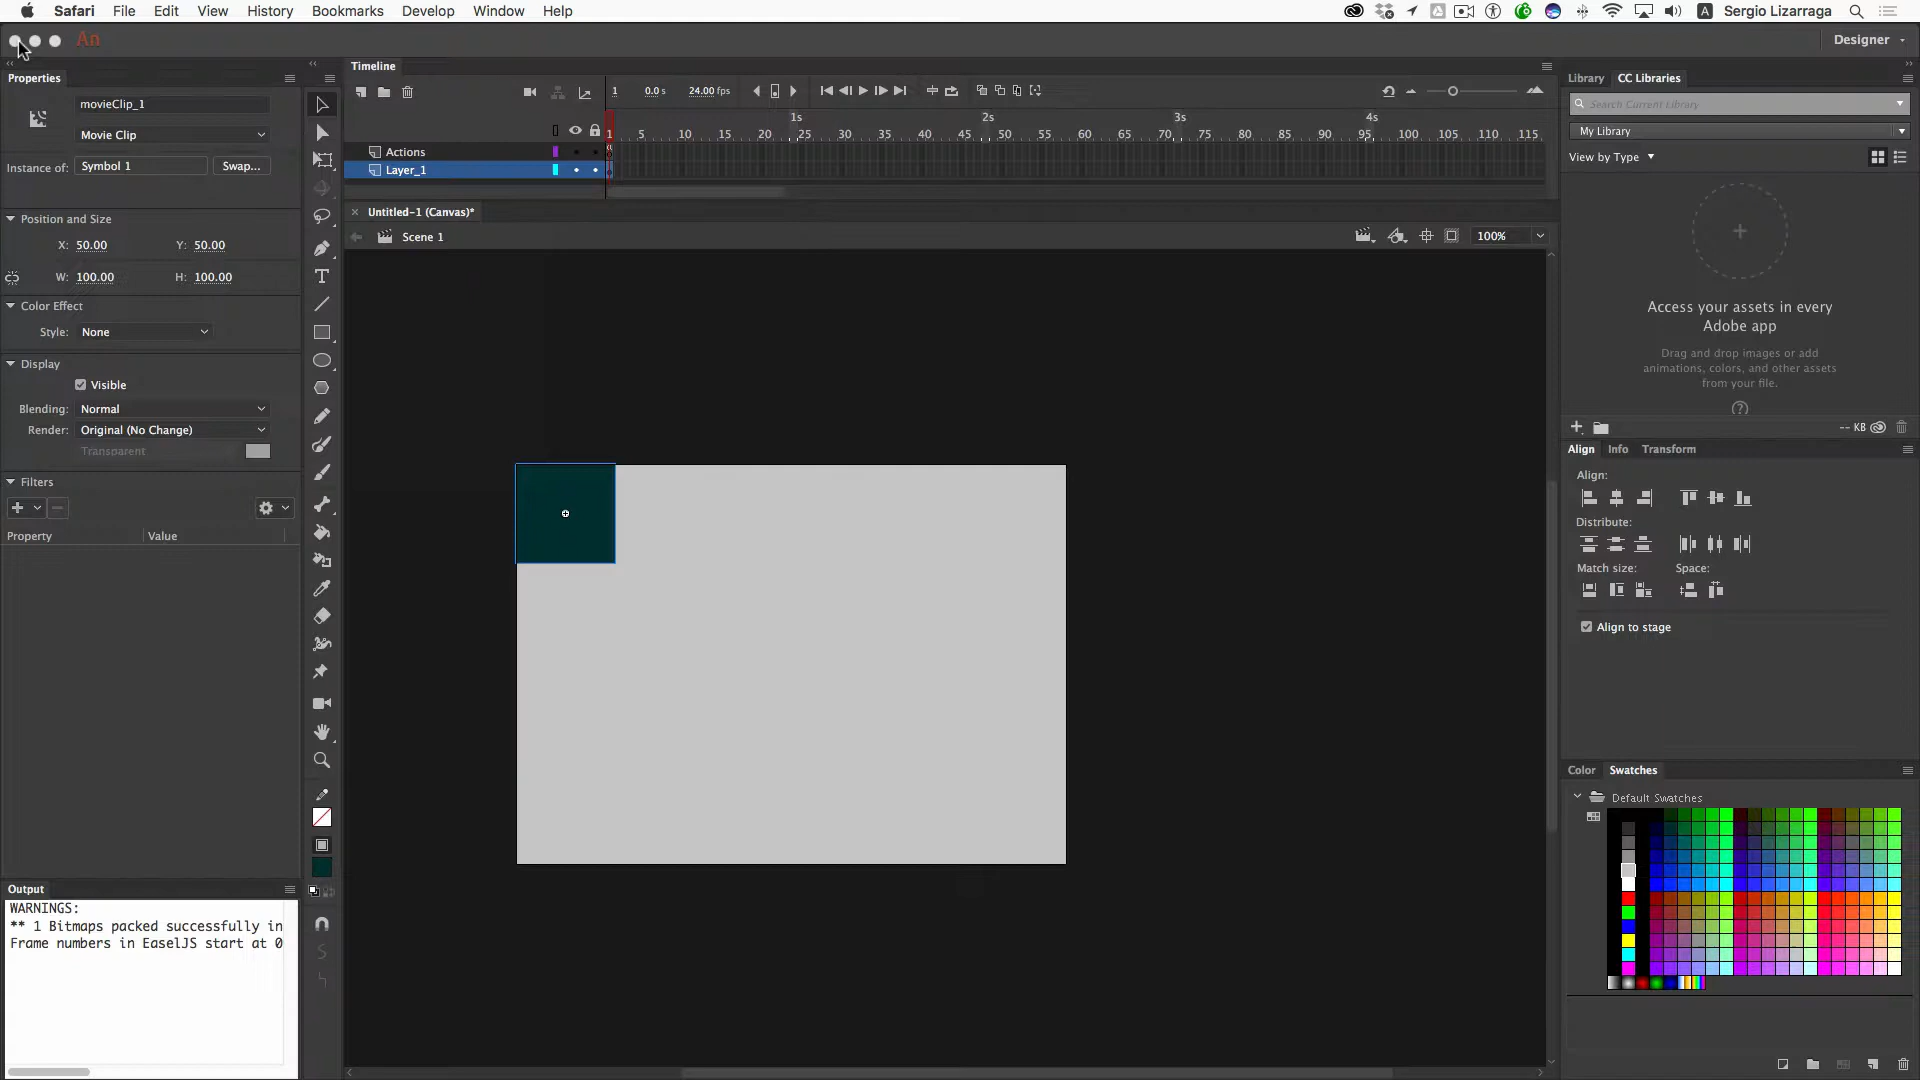 Safari File Edit View History Bookmarks Develop Window Help
A Sergio Lizarraga
An
Designer
Properties
movieClip_1
Movie Clip
Instance of: Symbol 1 Swap...
Position and Size
X: 50.00 Y: 50.00
W: 100.00 H: 100.00
Color Effect
Style: None
Display
Visible
Blending: Normal
Render: Original (No Change)
Transparent
Filters
Property Value
Output
WARNINGS:
** 1 Bitmaps packed successfully in
Frame numbers in EaselJS start at 0
Timeline
1 0.0 s 24.00 fps
1s 2s 3s 4s
1 5 10 15 20 25 30 35 40 45 50 55 60 65 70 75 80 85 90 95 100 105 110 115
Actions
Layer_1
Untitled-1 (Canvas)*
Scene 1
100%
Library CC Libraries
Search Current Library
My Library
View by Type
Access your assets in every
Adobe app
Drag and drop images or add
animations, colors, and other assets
from your file.
-- KB
Align Info Transform
Align:
Distribute:
Match size: Space:
Align to stage
Color Swatches
Default Swatches